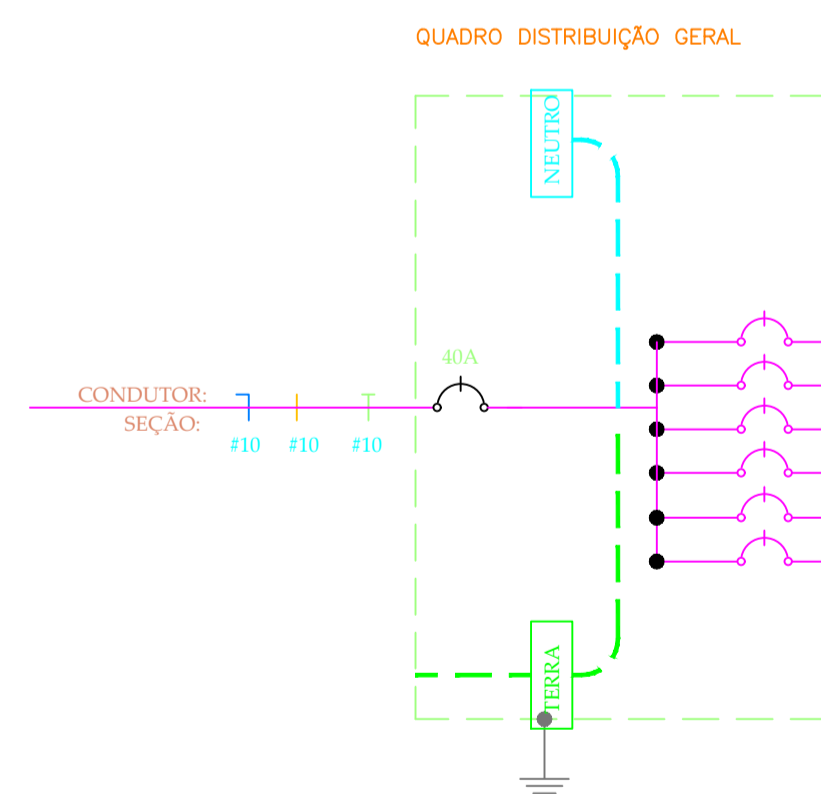 QUADRO DISTRIBUIÇÃO GERAL
NEUTRO
40A
CONDUTOR:
SEÇÃO:
#10 #10 #10
TERRA